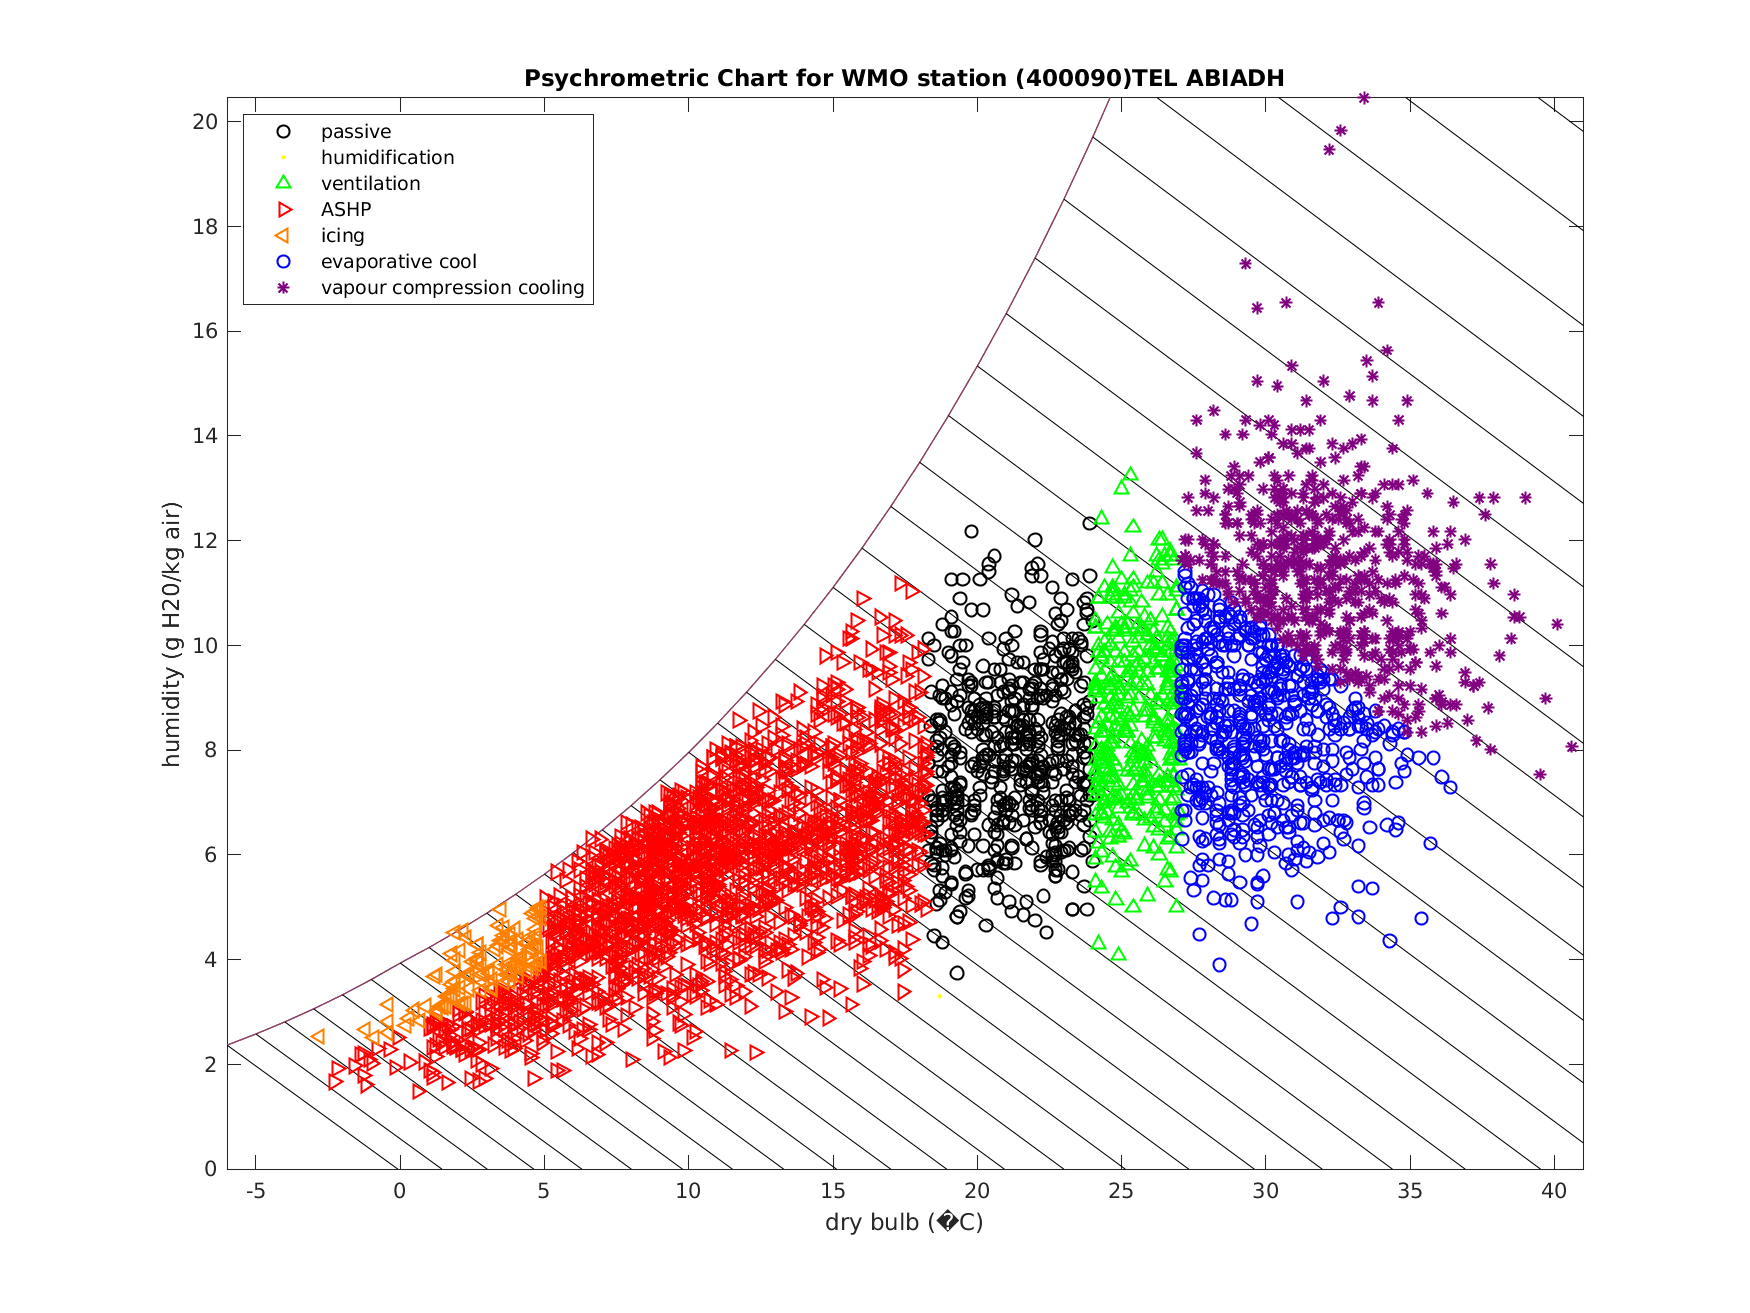 Psychrometric Chart for WMO station (400090)TEL ABIADH
passive
humidification
ventilation
ASHP
icing
evaporative cool
vapour compression cooling
20
18
16
14
12
10
8
6
4
2
0
humidity (g H20/kg air)
-5 0 5 10 15 20 25 30 35 40
dry bulb (�C)